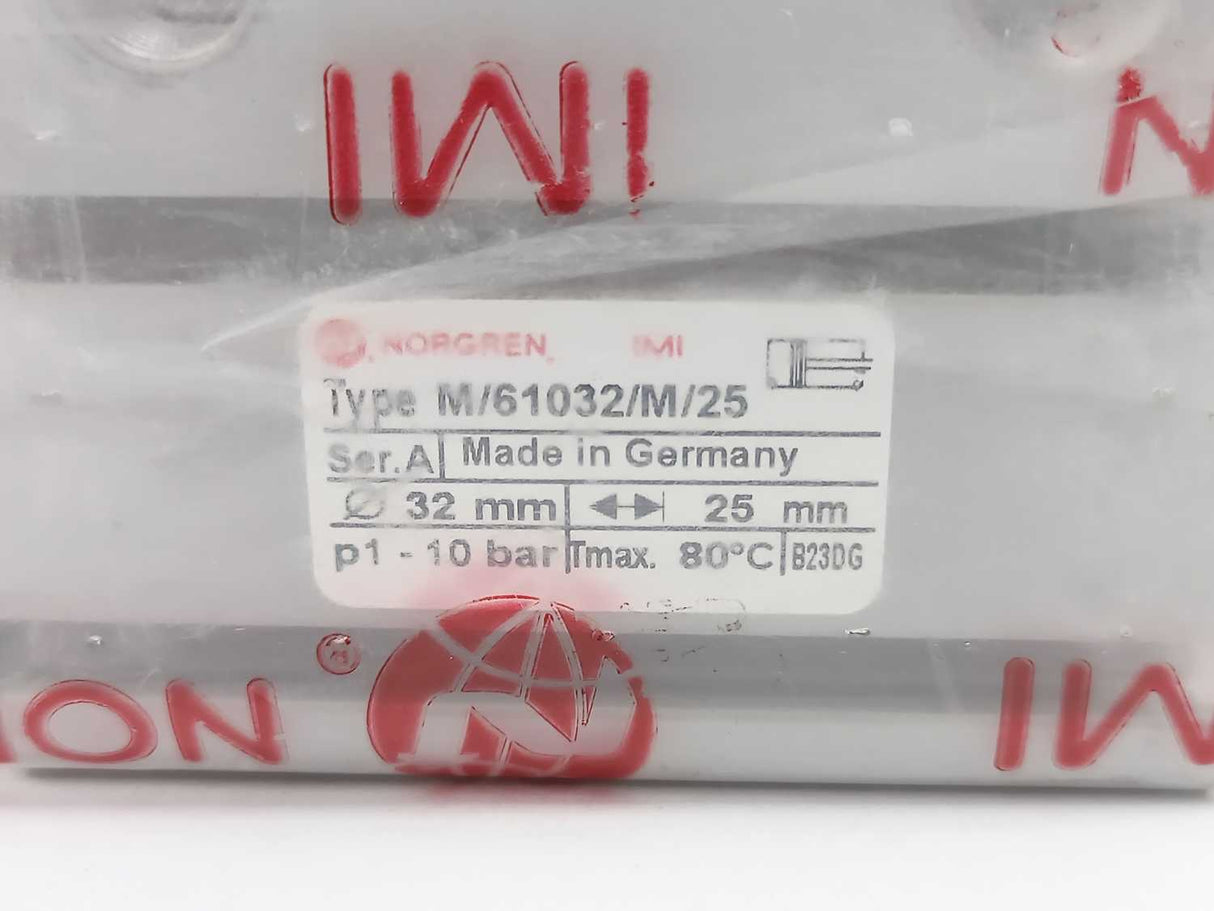 IMI
NORGREN IMI
Type M/61032/M/25
Ser.A Made in Germany
Ø 32 mm 25 mm
p1 - 10 bar Tmax. 80°C B23DG
®
IMI